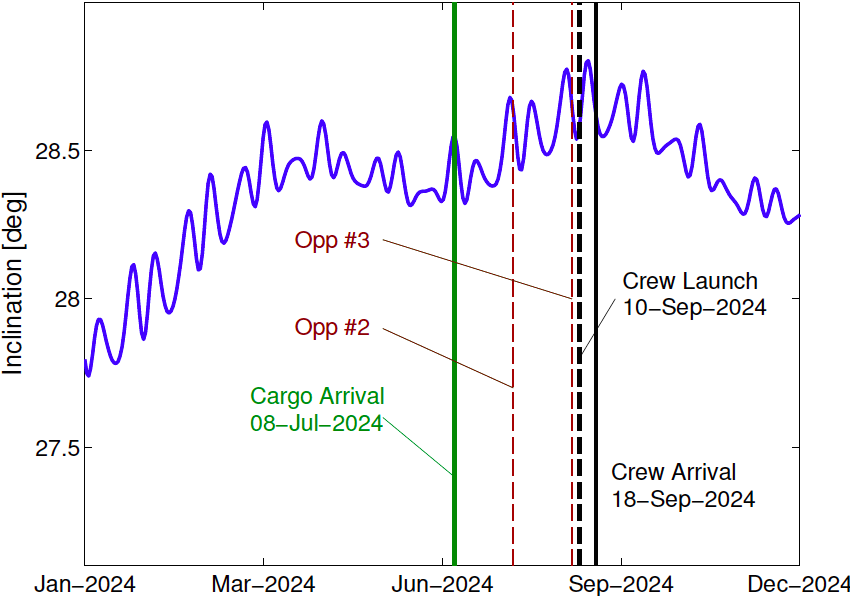 Inclination [deg]
28.5
28
27.5
Opp #3
Opp #2
Cargo Arrival
08−Jul−2024
Crew Launch
10−Sep−2024
Crew Arrival
18−Sep−2024
Jan−2024
Mar−2024
Jun−2024
Sep−2024
Dec−2024